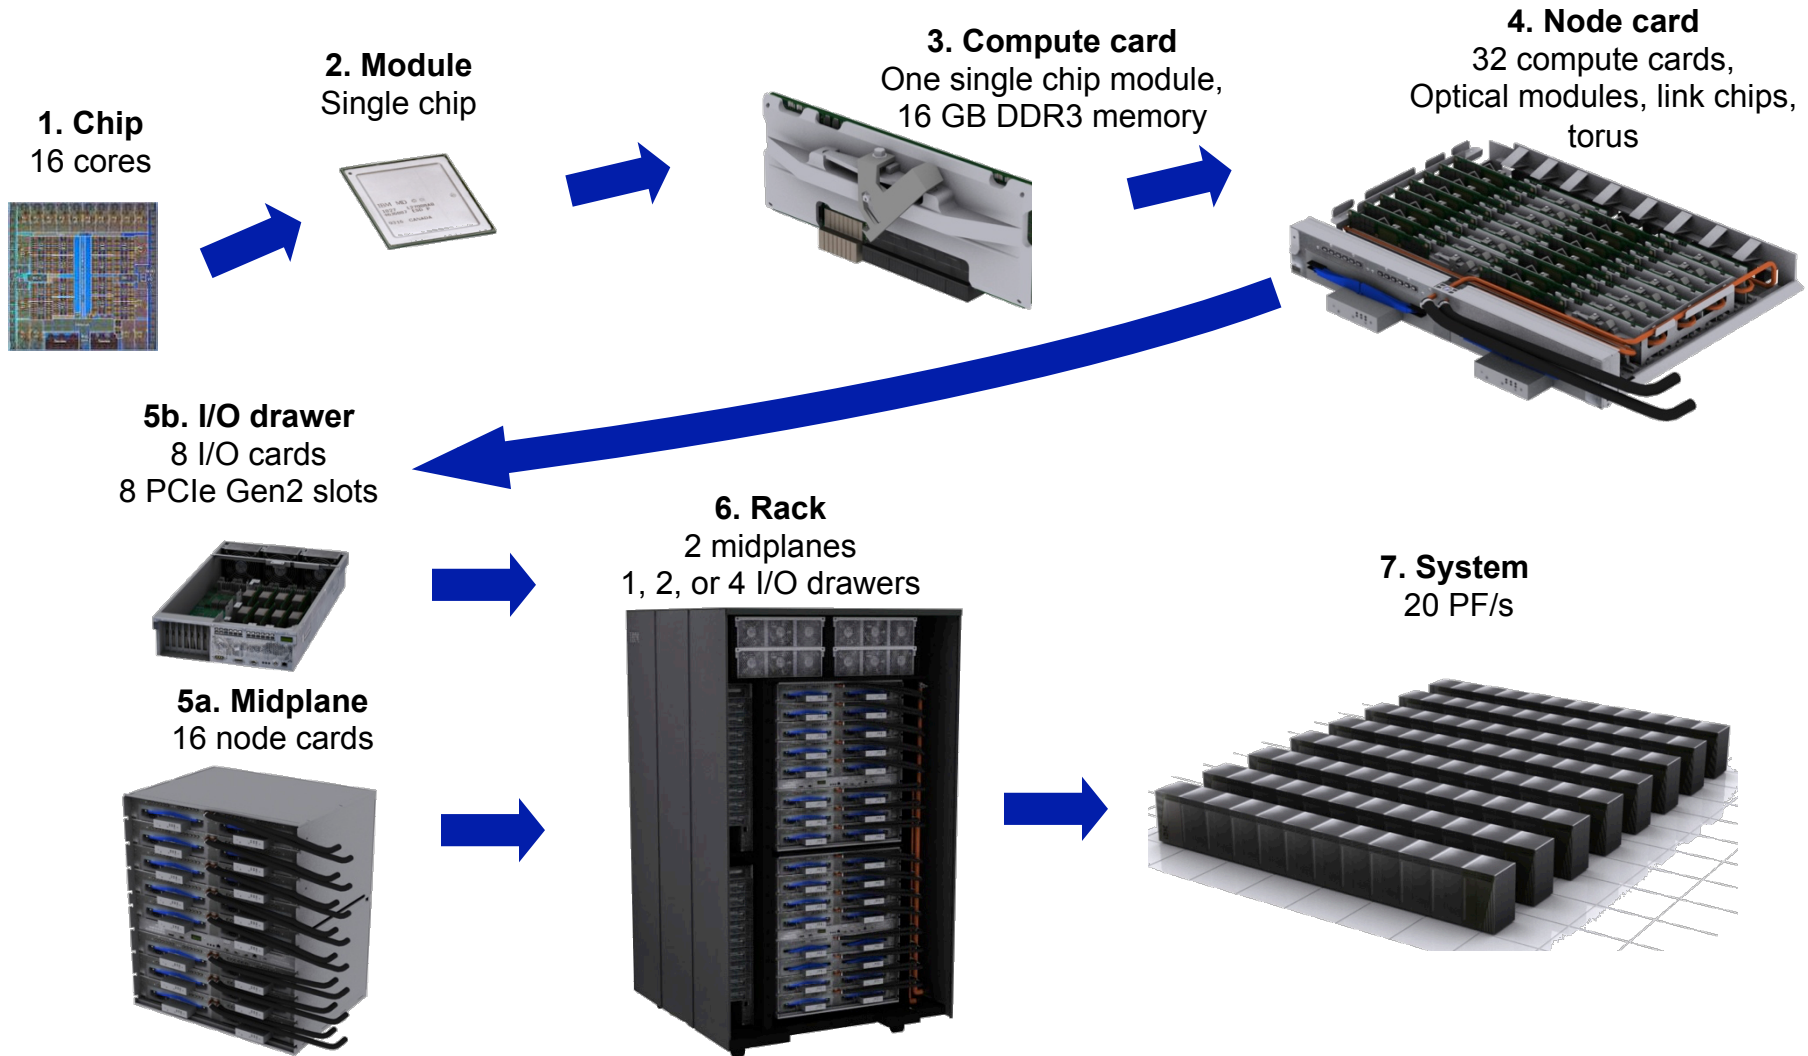 1. Chip
16 cores
2. Module
Single chip
3. Compute card
One single chip module,
16 GB DDR3 memory
4. Node card
32 compute cards,
Optical modules, link chips,
torus
5b. I/O drawer
8 I/O cards
8 PCIe Gen2 slots
5a. Midplane
16 node cards
6. Rack
2 midplanes
1, 2, or 4 I/O drawers
7. System
20 PF/s